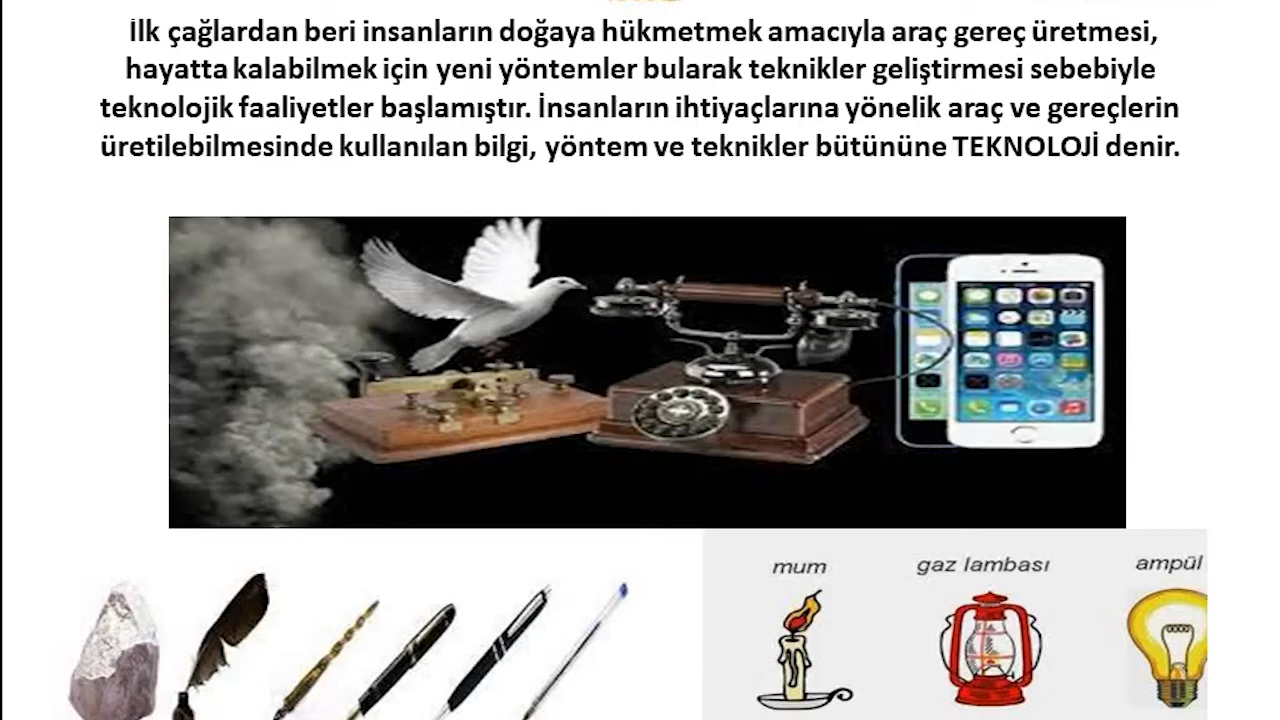 İlk çağlardan beri insanların doğaya hükmetmek amacıyla araç gereç üretmesi,
hayatta kalabilmek için yeni yöntemler bularak teknikler geliştirmesi sebebiyle
teknolojik faaliyetler başlamıştır. İnsanların ihtiyaçlarına yönelik araç ve gereçlerin
üretilebilmesinde kullanılan bilgi, yöntem ve teknikler bütününe TEKNOLOJİ denir.
mum
gaz lambası
ampül